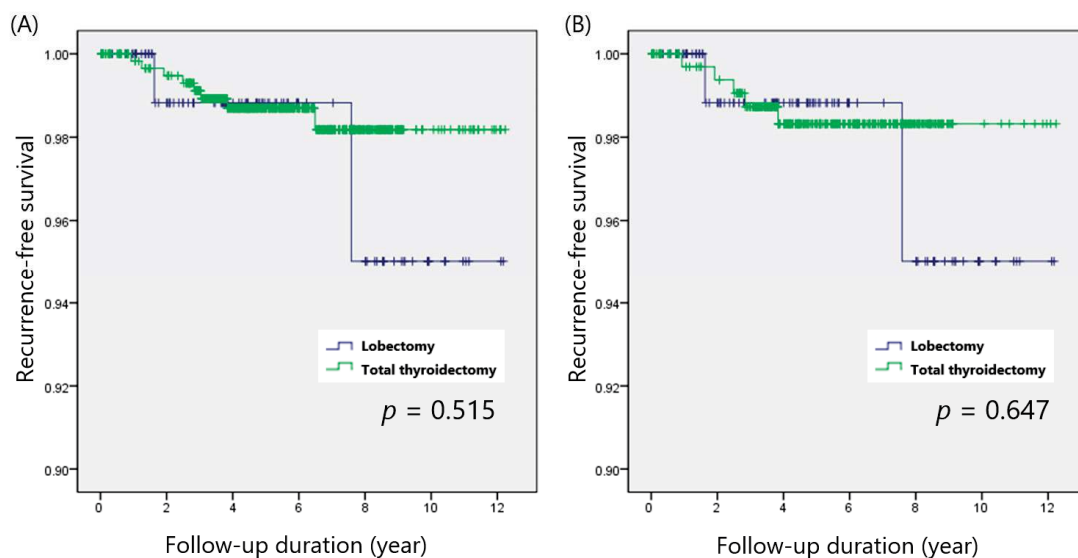 (A)
Recurrence-free survival
1.00
0.98
0.96
0.94
0.92
0.90
Lobectomy
Total thyroidectomy
p = 0.515
0 2 4 6 8 10 12
Follow-up duration (year)
(B)
Recurrence-free survival
1.00
0.98
0.96
0.94
0.92
0.90
Lobectomy
Total thyroidectomy
p = 0.647
0 2 4 6 8 10 12
Follow-up duration (year)